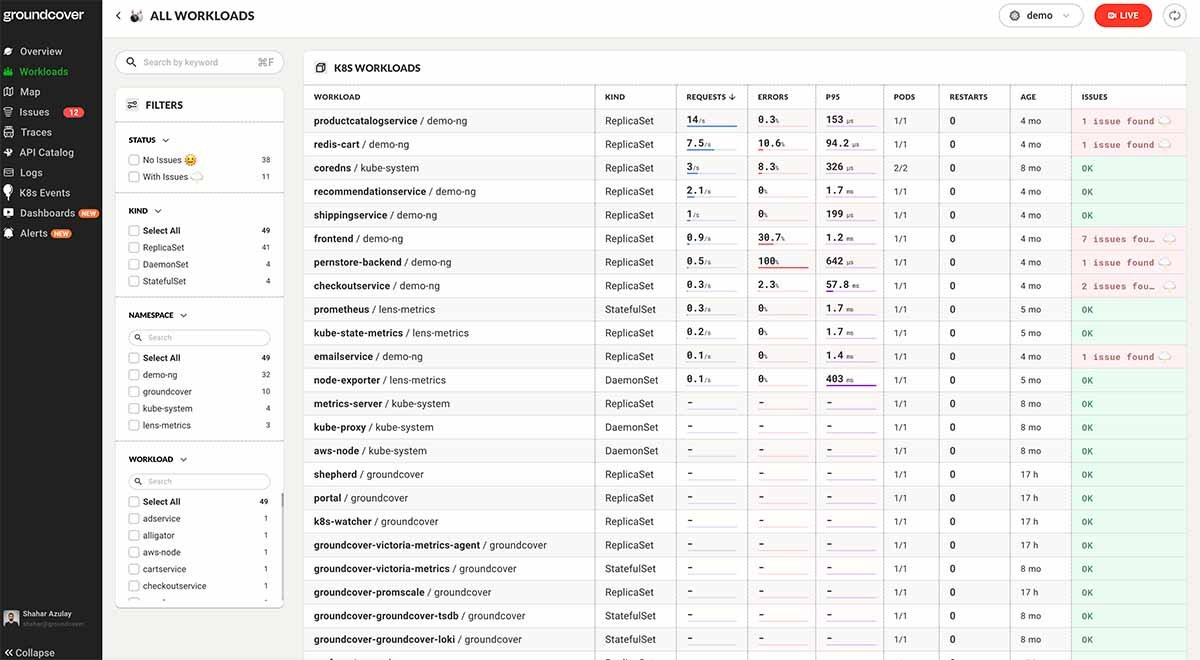 groundcover
Overview
Workloads
Map
Issues 12
Traces
API Catalog
Logs
K8s Events
Dashboards NEW
Alerts NEW
Shahar Azulay
Collapse
ALL WORKLOADS
demo
LIVE
Search by keyword ⌘F
FILTERS
STATUS
No Issues 38
With Issues 11
KIND
Select All 49
ReplicaSet 41
DaemonSet 4
StatefulSet 4
NAMESPACE
Search
Select All 49
demo-ng 32
groundcover 10
kube-system 4
lens-metrics 3
WORKLOAD
Search
Select All 49
adservice 1
alligator 1
aws-node 1
cartservice 1
checkoutservice 1
K8S WORKLOADS
WORKLOAD KIND REQUESTS ↓ ERRORS P95 PODS RESTARTS AGE ISSUES
productcatalogservice / demo-ng ReplicaSet 14/s 0.3% 153 µs 1/1 0 4 mo 1 issue found
redis-cart / demo-ng ReplicaSet 7.5/s 10.6% 94.2 µs 1/1 0 4 mo 1 issue found
coredns / kube-system ReplicaSet 3/s 8.3% 326 µs 2/2 0 8 mo OK
recommendationservice / demo-ng ReplicaSet 2.1/s 0% 1.7 ms 1/1 0 4 mo OK
shippingservice / demo-ng ReplicaSet 1/s 0% 199 µs 1/1 0 4 mo OK
frontend / demo-ng ReplicaSet 0.9/s 30.7% 1.2 ms 1/1 0 4 mo 7 issues fou...
pernstore-backend / demo-ng ReplicaSet 0.5/s 100% 642 µs 1/1 0 4 mo 1 issue found
checkoutservice / demo-ng ReplicaSet 0.3/s 2.3% 57.8 ms 1/1 0 4 mo 2 issues fou...
prometheus / lens-metrics StatefulSet 0.3/s 0% 1.7 ms 1/1 0 5 mo OK
kube-state-metrics / lens-metrics ReplicaSet 0.2/s 0% 1.7 ms 1/1 0 5 mo OK
emailservice / demo-ng ReplicaSet 0.1/s 0% 1.4 ms 1/1 0 4 mo 1 issue found
node-exporter / lens-metrics DaemonSet 0.1/s 0% 403 ms 1/1 0 5 mo OK
metrics-server / kube-system ReplicaSet - - - 1/1 0 8 mo OK
kube-proxy / kube-system DaemonSet - - - 1/1 0 8 mo OK
aws-node / kube-system DaemonSet - - - 1/1 0 8 mo OK
shepherd / groundcover ReplicaSet - - - 1/1 0 17 h OK
portal / groundcover ReplicaSet - - - 1/1 0 17 h OK
k8s-watcher / groundcover ReplicaSet - - - 1/1 0 17 h OK
groundcover-victoria-metrics-agent / groundcover ReplicaSet - - - 1/1 0 17 h OK
groundcover-victoria-metrics / groundcover StatefulSet - - - 1/1 0 8 mo OK
groundcover-promscale / groundcover ReplicaSet - - - 1/1 0 17 h OK
groundcover-groundcover-tsdb / groundcover StatefulSet - - - 1/1 0 8 mo OK
groundcover-groundcover-loki / groundcover StatefulSet - - - 1/1 0 8 mo OK